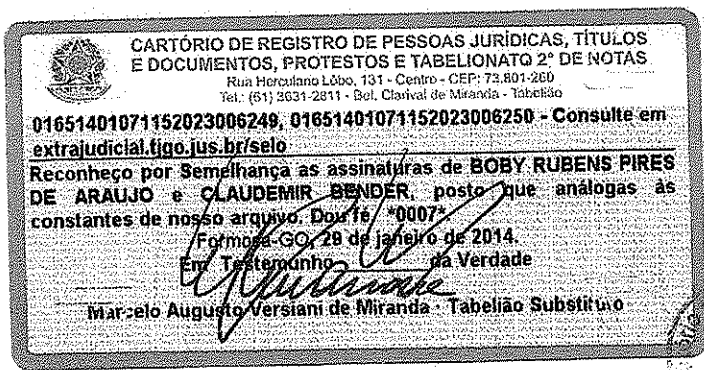 CARTÓRIO DE REGISTRO DE PESSOAS JURÍDICAS, TÍTULOS
E DOCUMENTOS, PROTESTOS E TABELIONATO 2º DE NOTAS
Rua Herculano Lôbo, 131 - Centro - CEP: 73.801-260
Tel.: (61) 3631-2811 - Bel. Clarival de Miranda - Tabelião
01651401071152023006249, 01651401071152023006250 - Consulte em
extrajudicial.tjgo.jus.br/selo
Reconheço por Semelhança as assinaturas de BOBY RUBENS PIRES
DE ARAUJO e CLAUDEMIR BENDER, posto que análogas às
constantes de nosso arquivo. Dou fé. *0007*
Formosa-GO, 29 de janeiro de 2014.
Em Testemunho da Verdade
Marcelo Augusto Versiani de Miranda - Tabelião Substituto